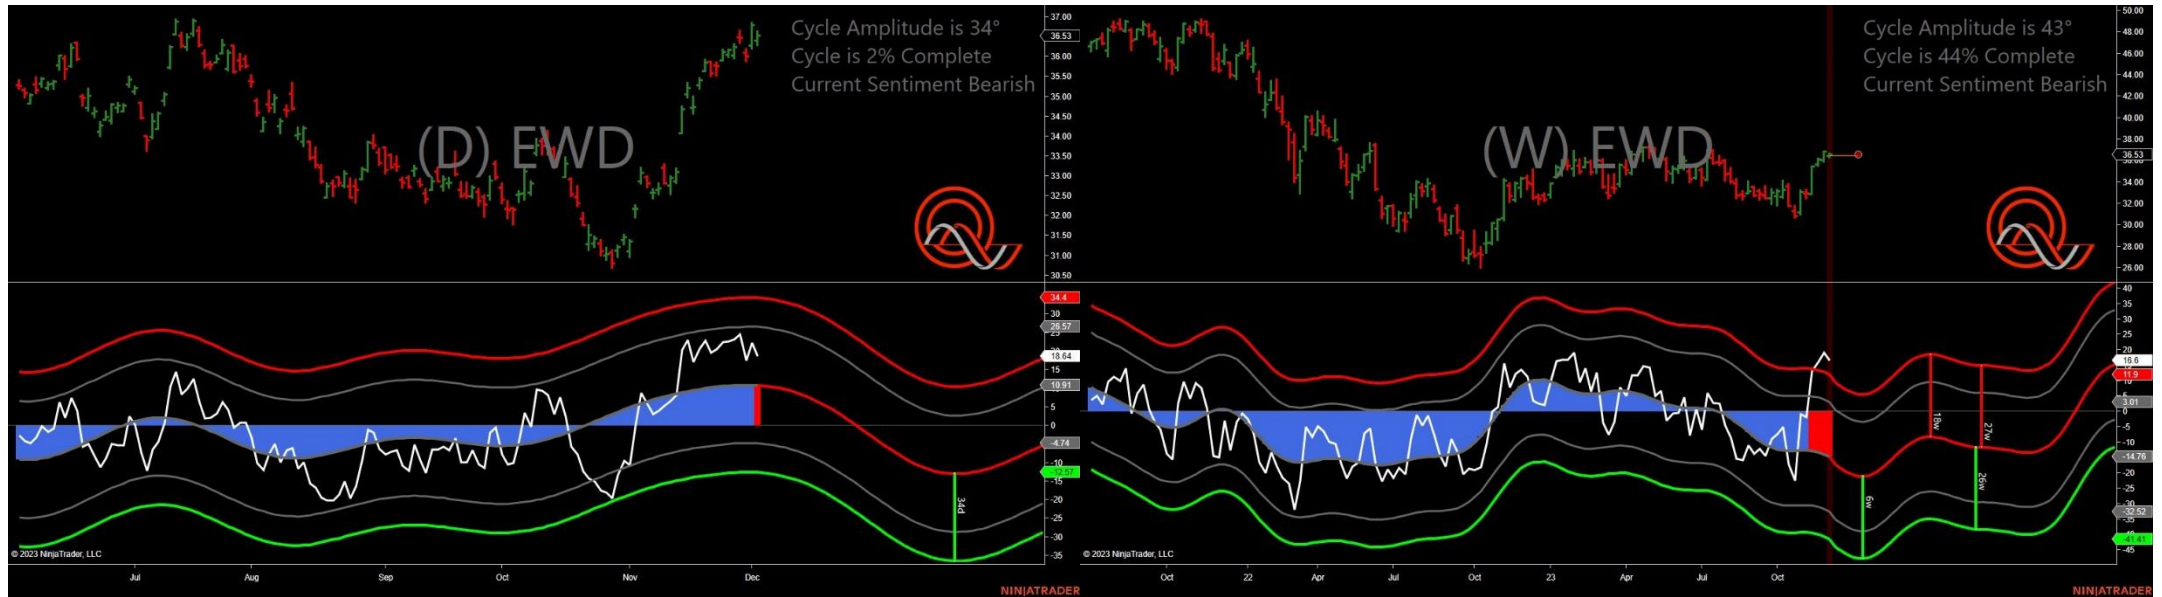 Cycle Amplitude is 34°
Cycle is 2% Complete
Current Sentiment Bearish
(D) EWD
37.00
36.53
36.00
35.50
35.00
34.50
34.00
33.50
33.00
32.50
32.00
31.50
31.00
30.50
34.4
30
26.57
18.64
15
10.91
5
0
-4.74
-10
-12.57
-15
-20
-25
-30
-35
34d
© 2023 NinjaTrader, LLC
Jul
Aug
Sep
Oct
Nov
Dec
NINJATRADER
Cycle Amplitude is 43°
Cycle is 44% Complete
Current Sentiment Bearish
(W) EWD
50.00
48.00
46.00
44.00
42.00
40.00
38.00
36.53
34.00
32.00
30.00
28.00
26.00
40
35
30
25
20
16.6
11.9
3.01
0
-5
-10
-14.76
-20
-25
-32.52
-35
-41.41
-45
18w
27w
6w
26w
© 2023 NinjaTrader, LLC
Oct
22
Apr
Jul
Oct
23
Apr
Jul
Oct
NINJATRADER